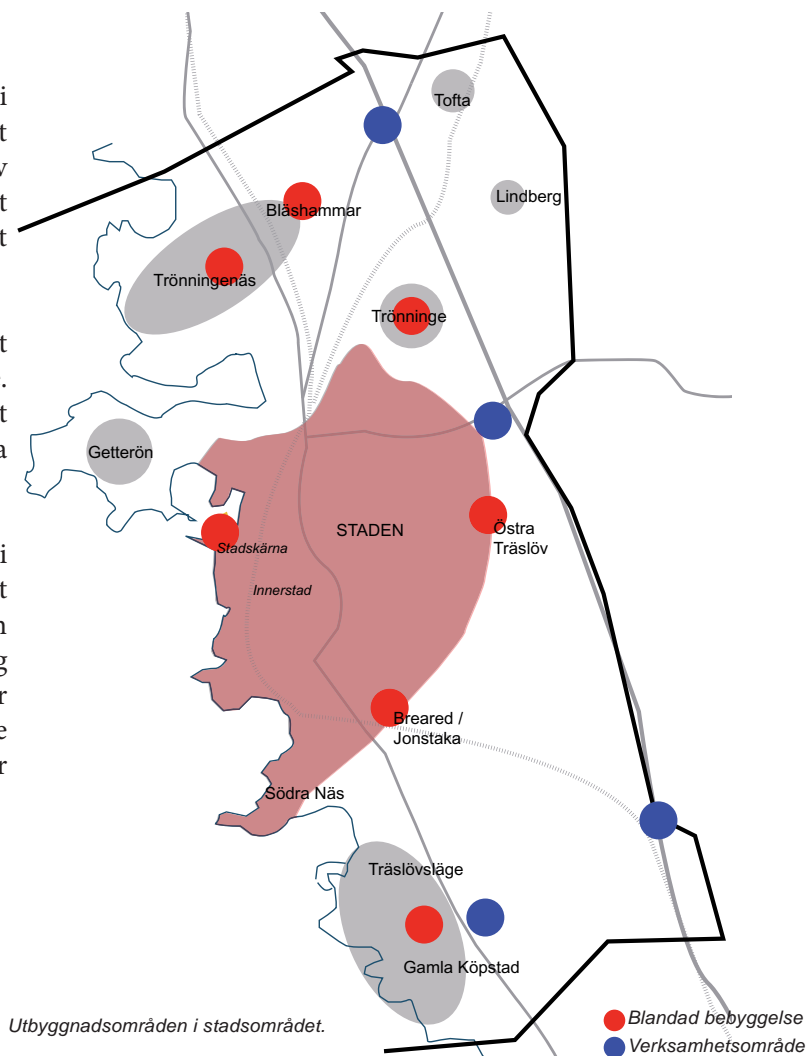 i
t
v
t
t
t
.
t
a
i
t
n
g
r
e
r
Tofta
Lindberg
Bläshammar
Trönningenäs
Trönninge
Getterön
STADEN
Östra
Träslöv
Stadskärna
Innerstad
Breared /
Jonstaka
Södra Näs
Träslövsläge
Gamla Köpstad
Utbyggnadsområden i stadsområdet.
Blandad bebyggelse
Verksamhetsområde